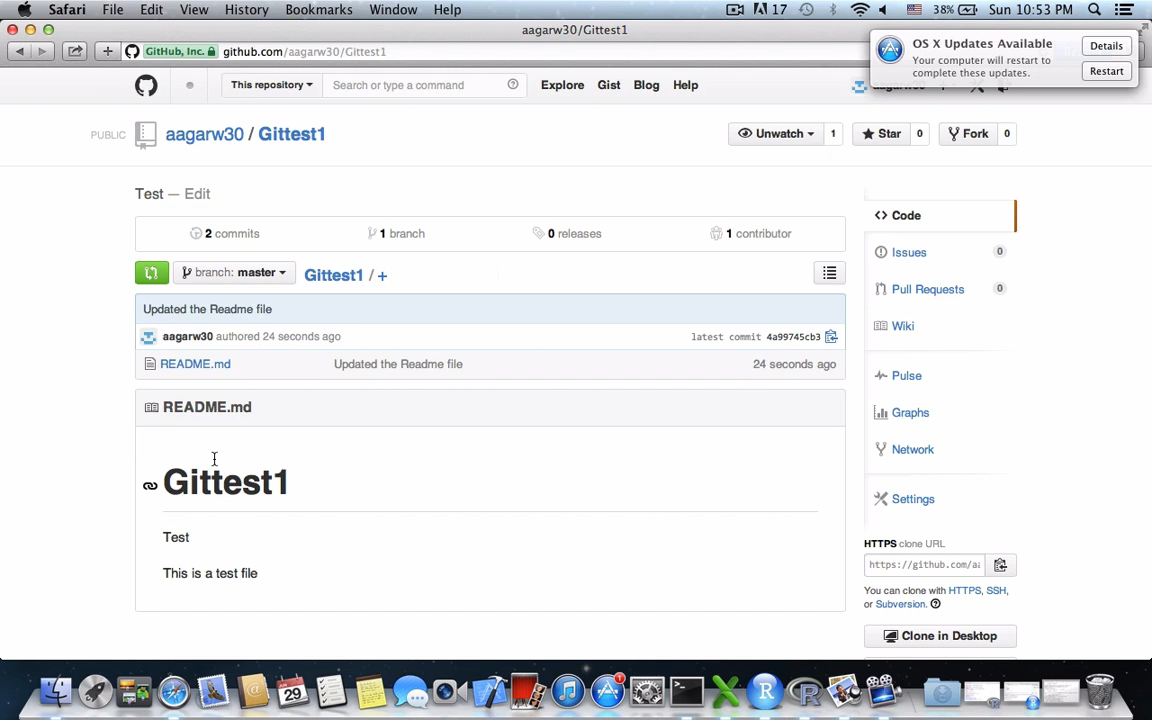 Safari File Edit View History Bookmarks Window Help 17 38% Sun 10:53 PM
aagarw30/Gittest1
GitHub, Inc. github.com/aagarw30/Gittest1
OS X Updates Available
Your computer will restart to
complete these updates.
Details
Restart
This repository Search or type a command Explore Gist Blog Help
PUBLIC aagarw30 / Gittest1 Unwatch 1 Star 0 Fork 0
Test — Edit
2 commits 1 branch 0 releases 1 contributor
branch: master Gittest1 / +
Updated the Readme file
aagarw30 authored 24 seconds ago latest commit 4a99745cb3
README.md Updated the Readme file 24 seconds ago
README.md
Gittest1
Test
This is a test file
Code
Issues 0
Pull Requests 0
Wiki
Pulse
Graphs
Network
Settings
HTTPS clone URL
https://github.com/aa
You can clone with HTTPS, SSH,
or Subversion.
Clone in Desktop